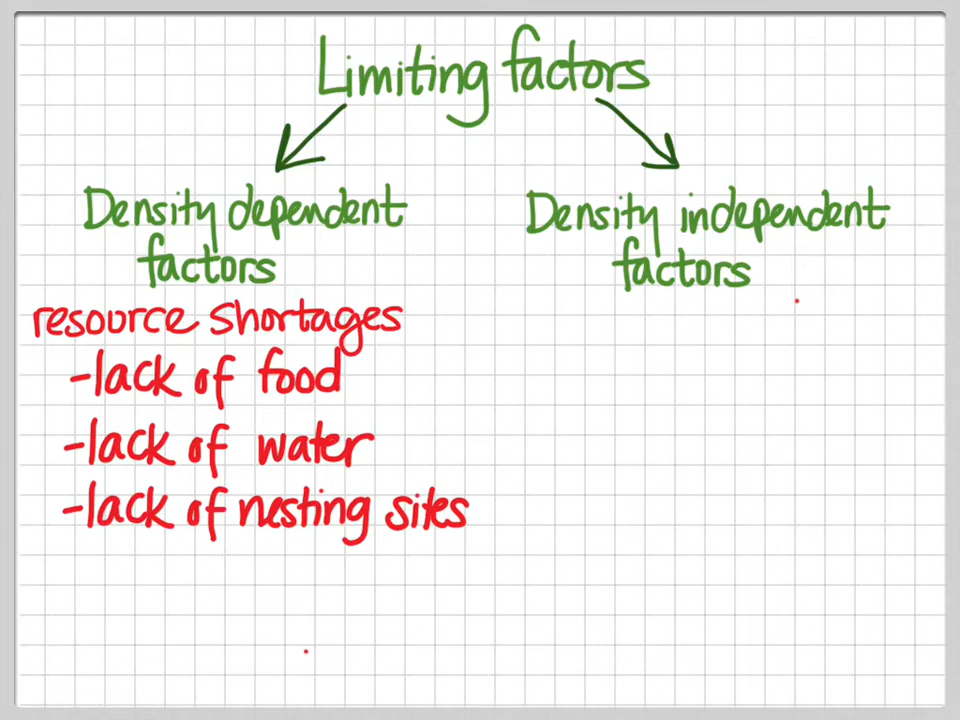 Limiting factors
Density dependent
factors
Density independent
factors
resource shortages
-lack of food
-lack of water
-lack of nesting sites